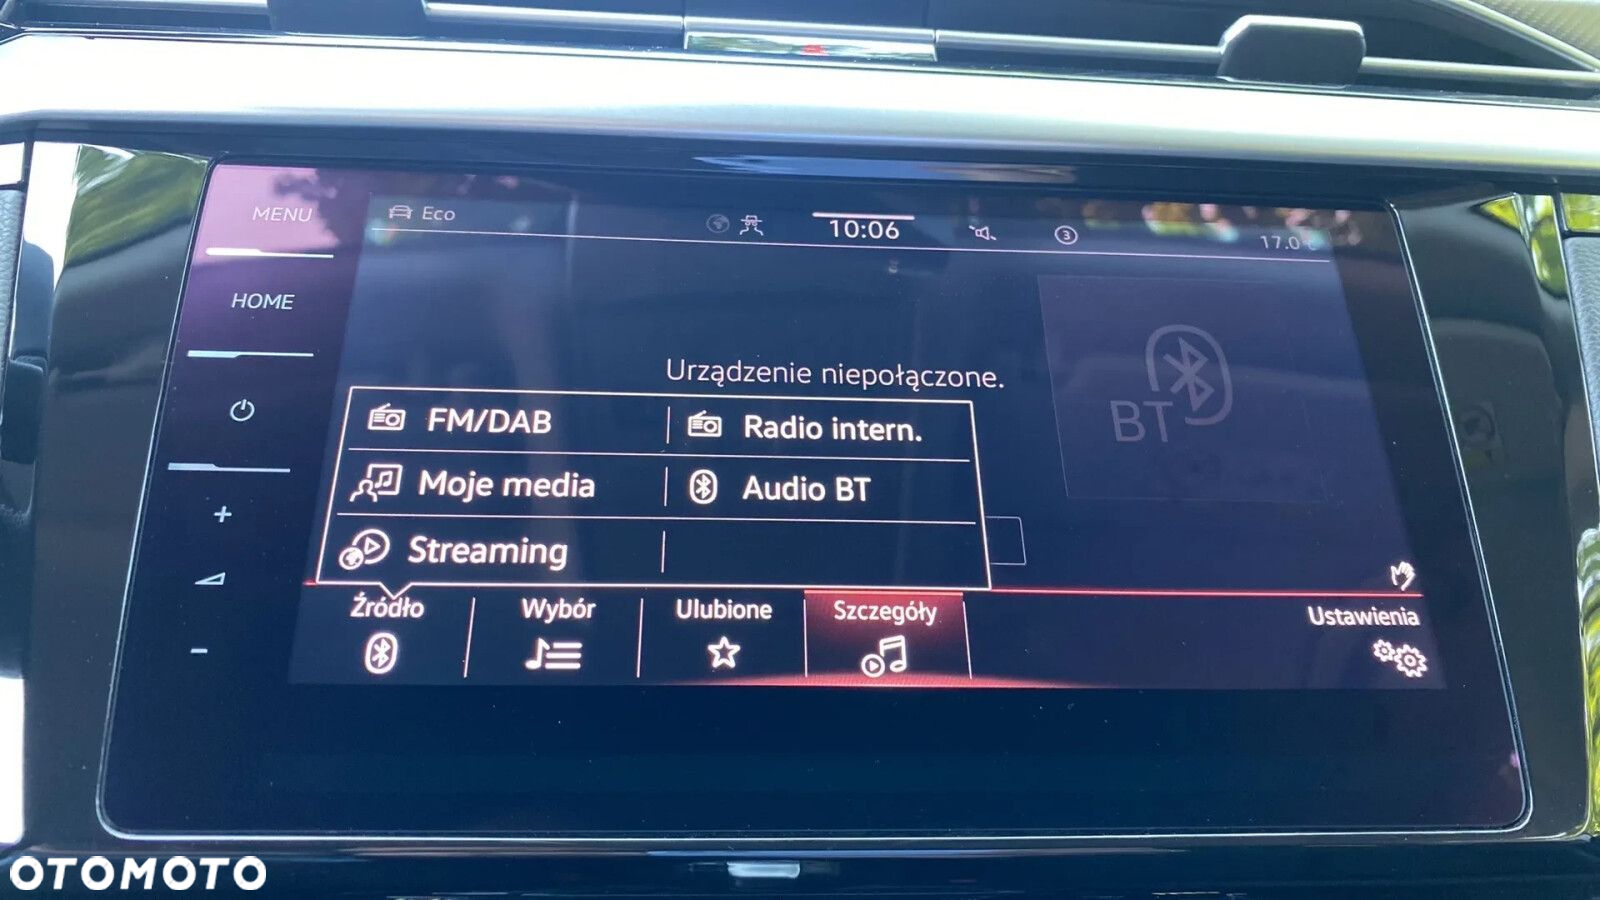 MENU
Eco
10:06
3
17.0
HOME
Urządzenie niepołączone.
BT
FM/DAB
Radio intern.
Moje media
Audio BT
Streaming
Źródło
Wybór
Ulubione
Szczegóły
Ustawienia
OTOMOTO